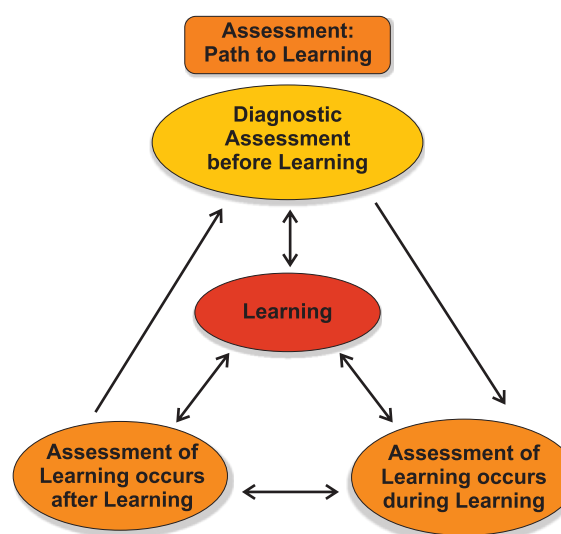 Assessment:
Path to Learning
Diagnostic
Assessment
before Learning
Learning
Assessment of
Learning occurs
after Learning
Assessment of
Learning occurs
during Learning